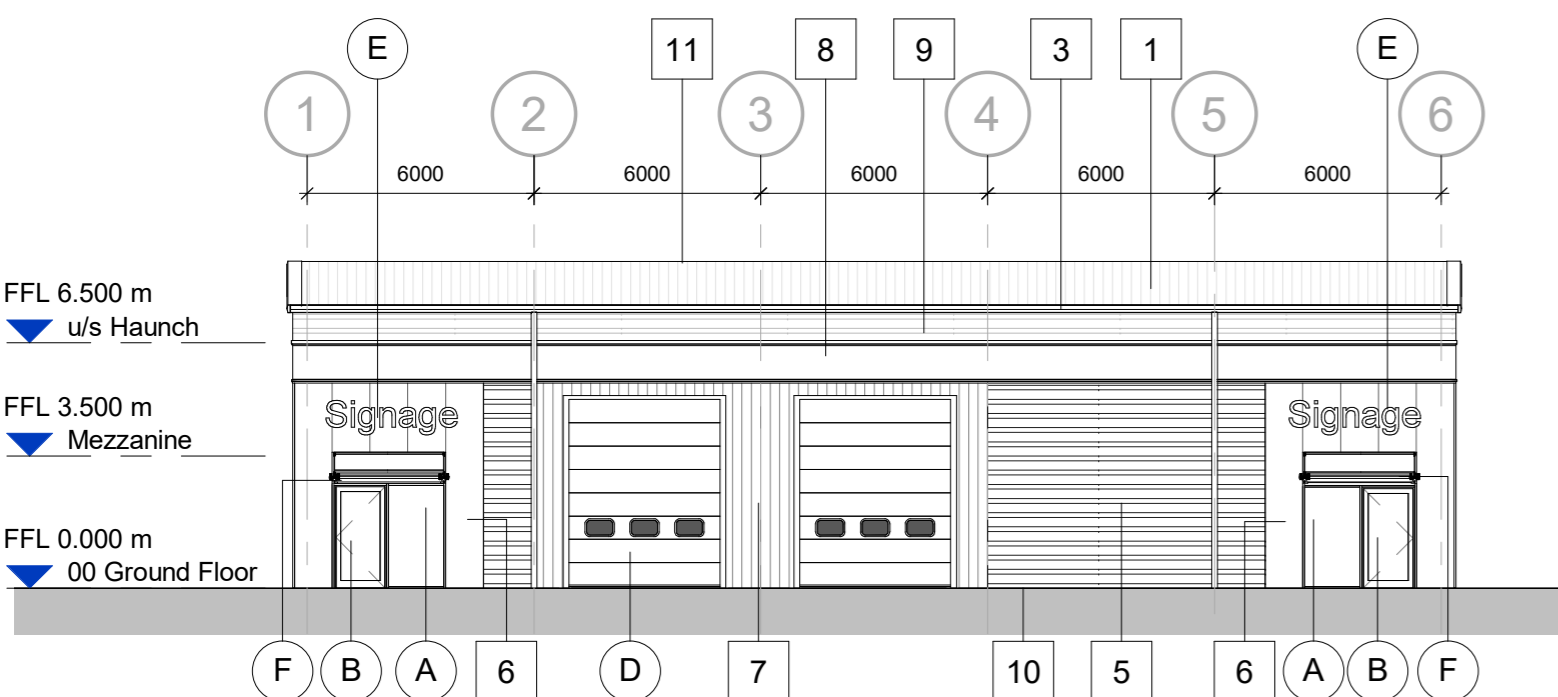 E 11 8 9 3 1 E
1 2 3 4 5 6
6000 6000 6000 6000 6000
FFL 6.500 m
u/s Haunch
FFL 3.500 m
Mezzanine
Signage Signage
FFL 0.000 m
00 Ground Floor
F B A 6 D 7 10 5 6 A B F